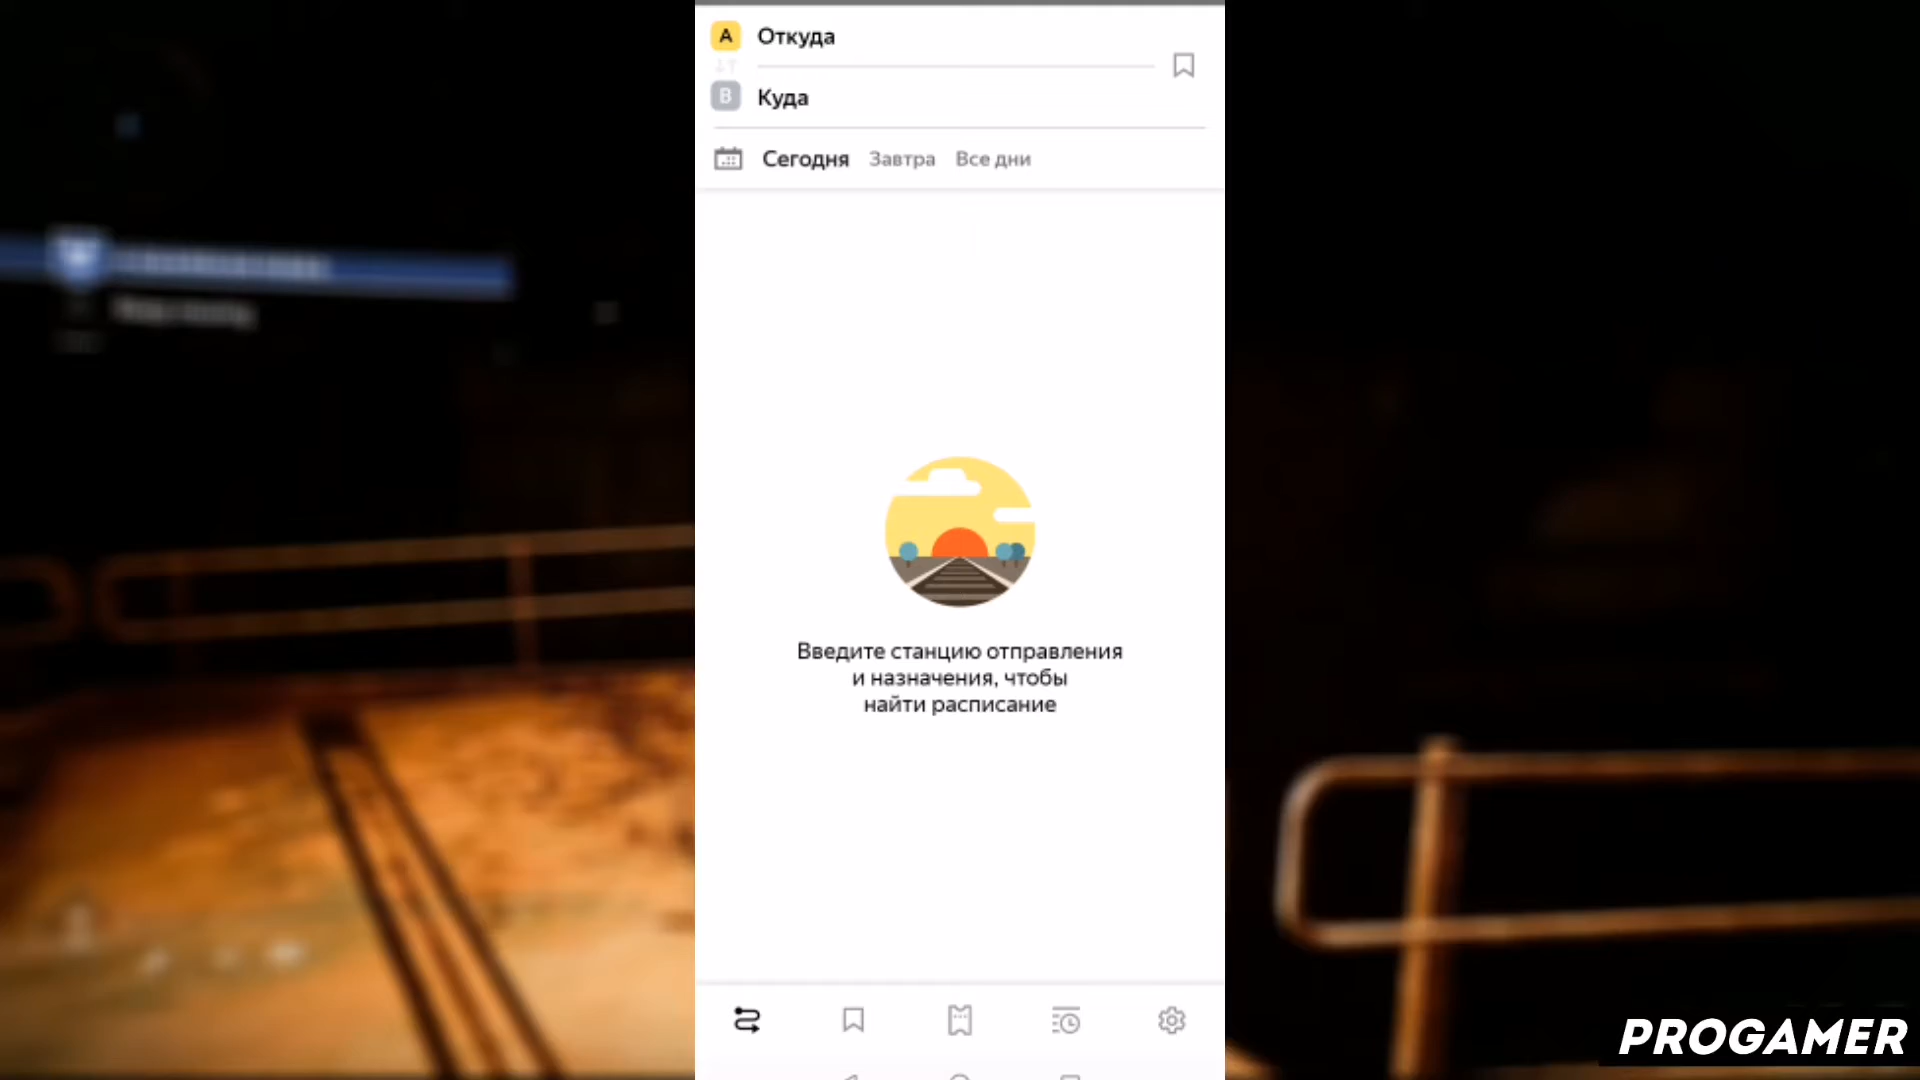 A Откуда
B Куда
Сегодня Завтра Все дни
Введите станцию отправления
и назначения, чтобы
найти расписание
PROGAMER